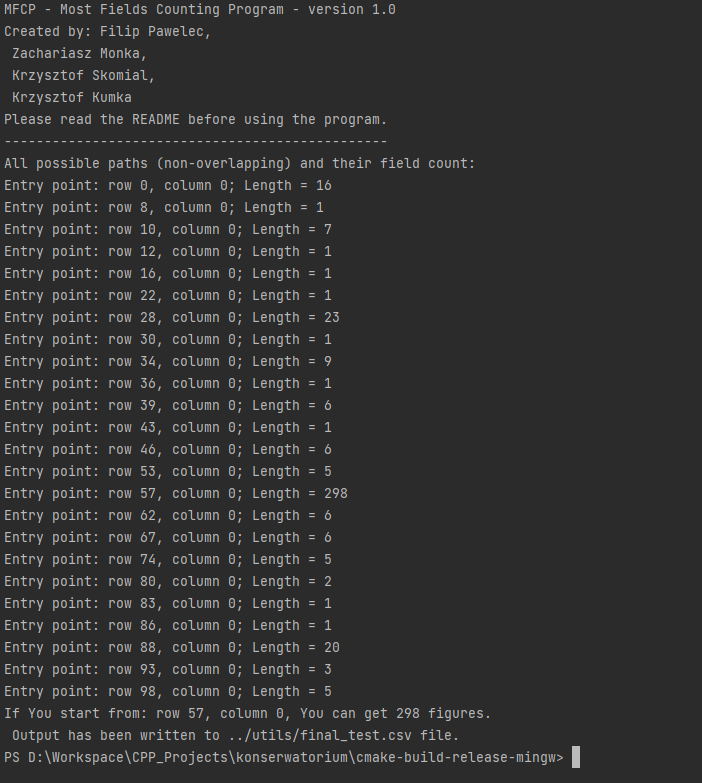 MFCP - Most Fields Counting Program - version 1.0
Created by: Filip Pawelec,
Zachariasz Monka,
Krzysztof Skomial,
Krzysztof Kumka
Please read the README before using the program.
------------------------------------------------
All possible paths (non-overlapping) and their field count:
Entry point: row 0, column 0; Length = 16
Entry point: row 8, column 0; Length = 1
Entry point: row 10, column 0; Length = 7
Entry point: row 12, column 0; Length = 1
Entry point: row 16, column 0; Length = 1
Entry point: row 22, column 0; Length = 1
Entry point: row 28, column 0; Length = 23
Entry point: row 30, column 0; Length = 1
Entry point: row 34, column 0; Length = 9
Entry point: row 36, column 0; Length = 1
Entry point: row 39, column 0; Length = 6
Entry point: row 43, column 0; Length = 1
Entry point: row 46, column 0; Length = 6
Entry point: row 53, column 0; Length = 5
Entry point: row 57, column 0; Length = 298
Entry point: row 62, column 0; Length = 6
Entry point: row 67, column 0; Length = 6
Entry point: row 74, column 0; Length = 5
Entry point: row 80, column 0; Length = 2
Entry point: row 83, column 0; Length = 1
Entry point: row 86, column 0; Length = 1
Entry point: row 88, column 0; Length = 20
Entry point: row 93, column 0; Length = 3
Entry point: row 98, column 0; Length = 5
If You start from: row 57, column 0, You can get 298 figures.
Output has been written to ../utils/final_test.csv file.
PS D:\Workspace\CPP_Projects\konserwatorium\cmake-build-release-mingw>